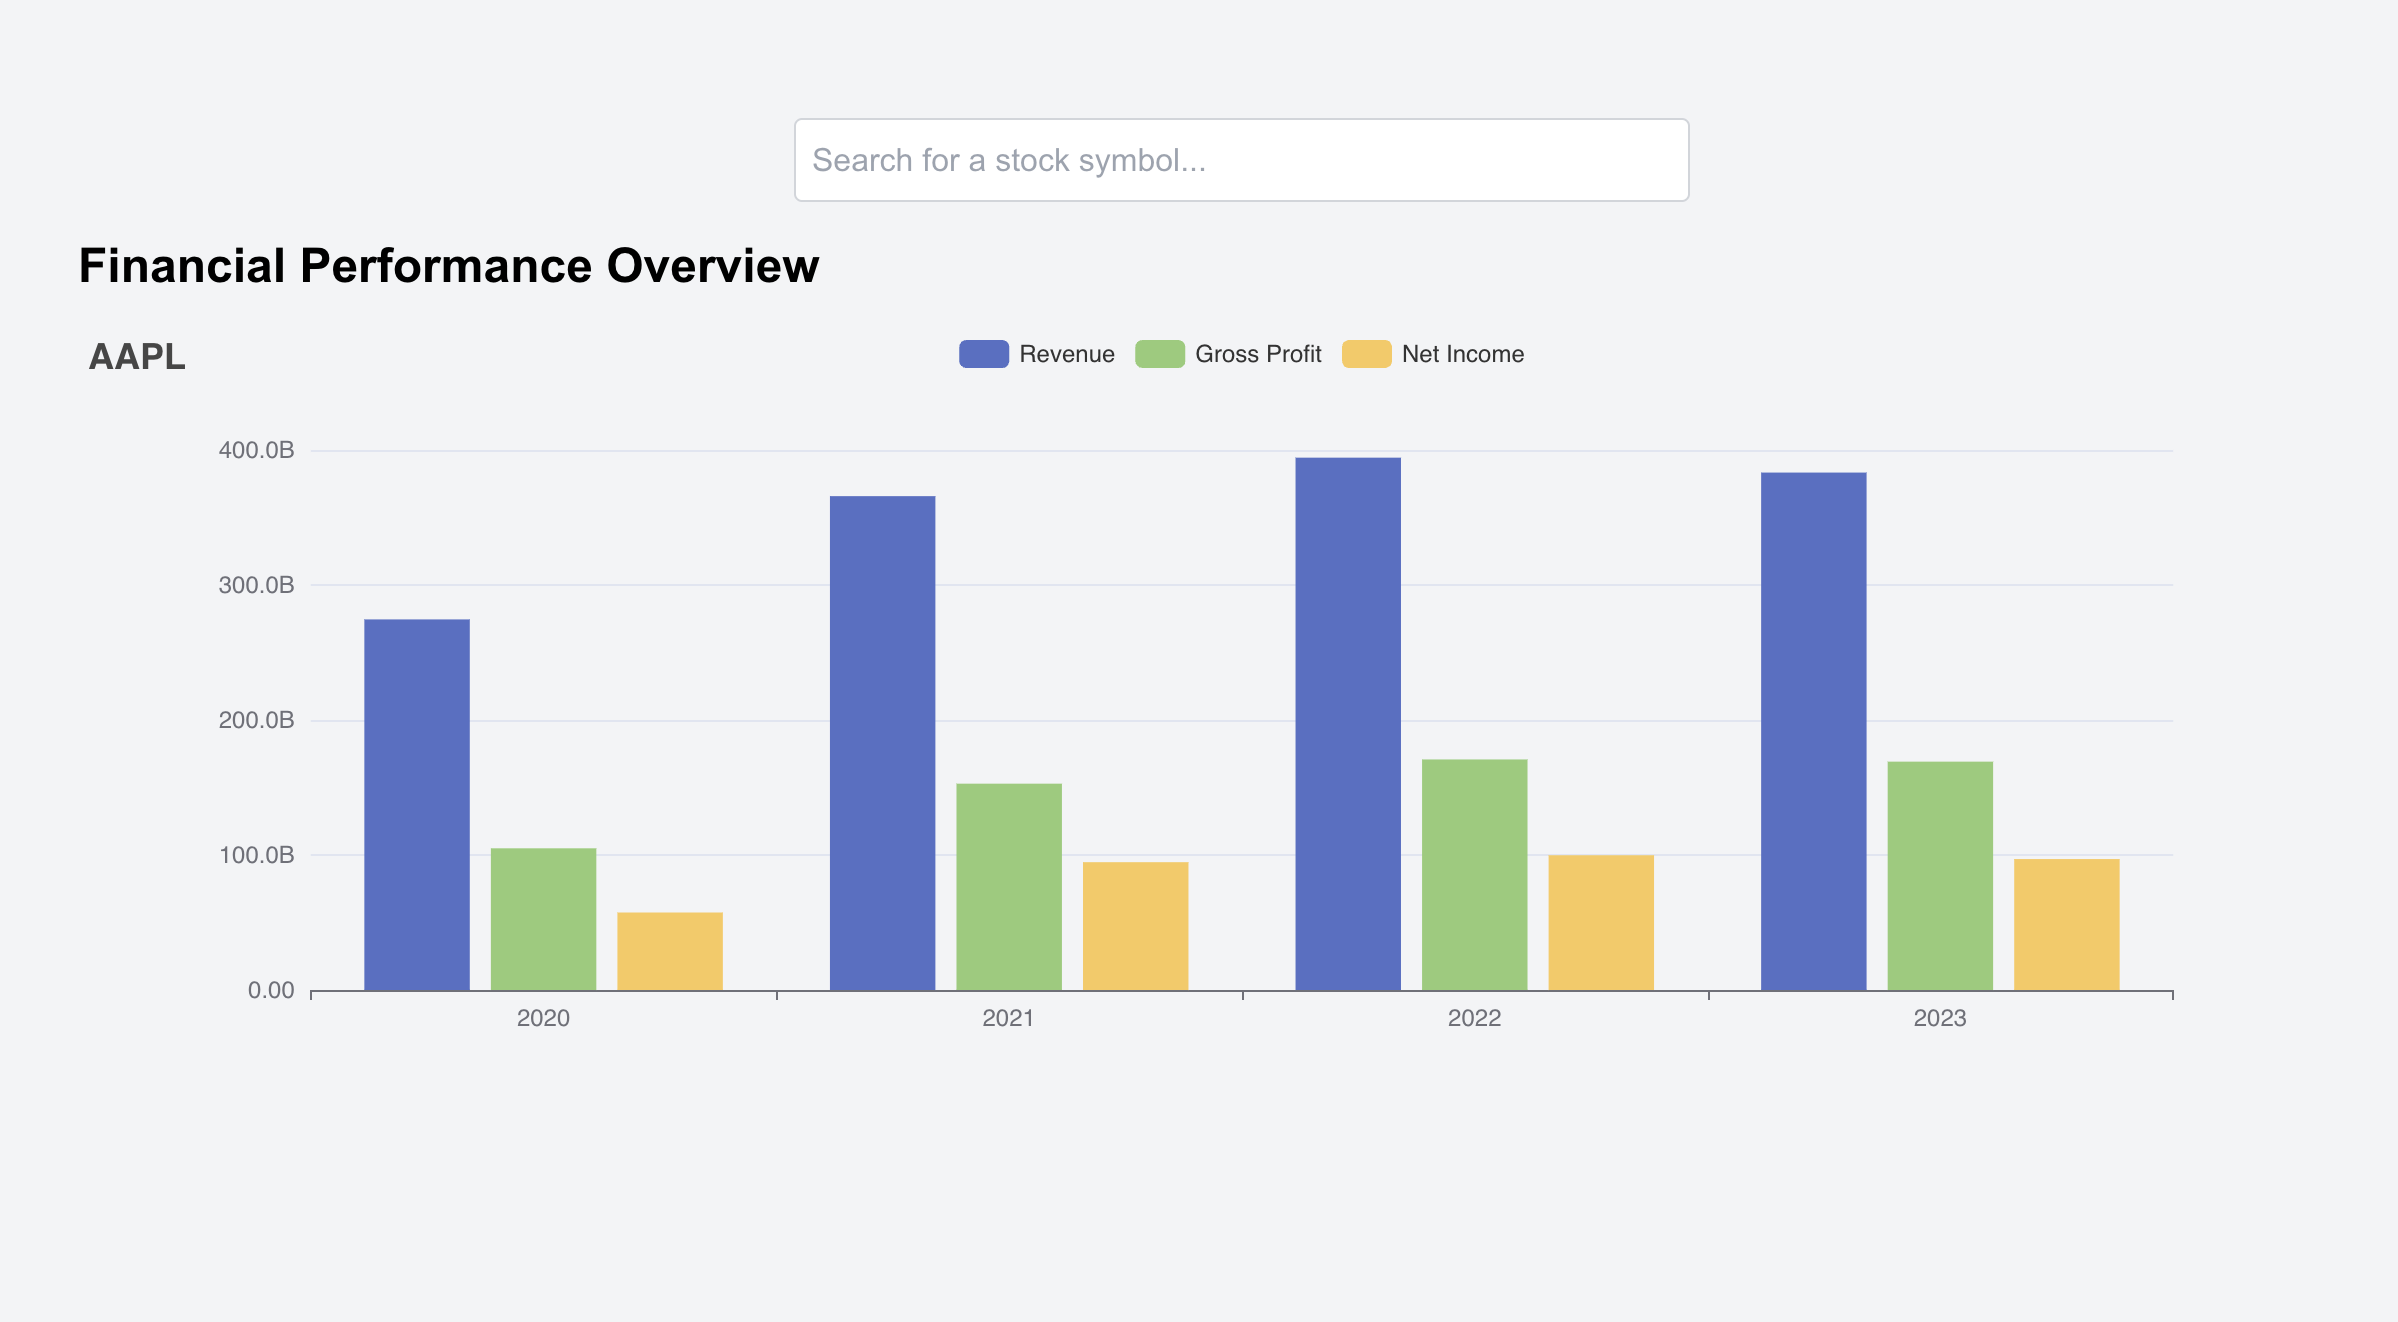 Search for a stock symbol...
Financial Performance Overview
AAPL
Revenue Gross Profit Net Income
400.0B
300.0B
200.0B
100.0B
0.00
2020 2021 2022 2023